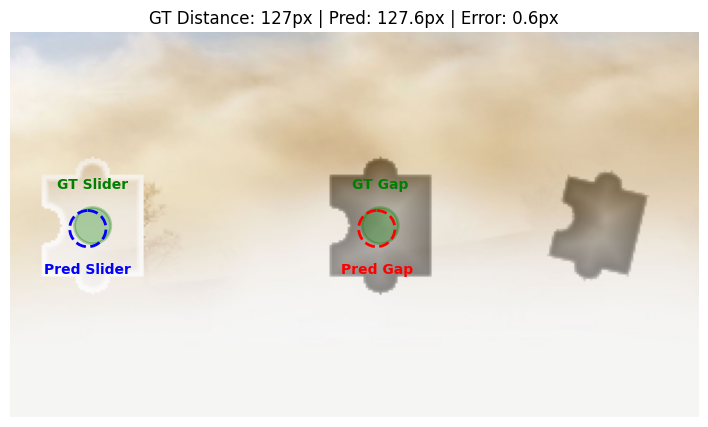 GT Distance: 127px | Pred: 127.6px | Error: 0.6px
GT Slider
GT Gap
Pred Slider
Pred Gap